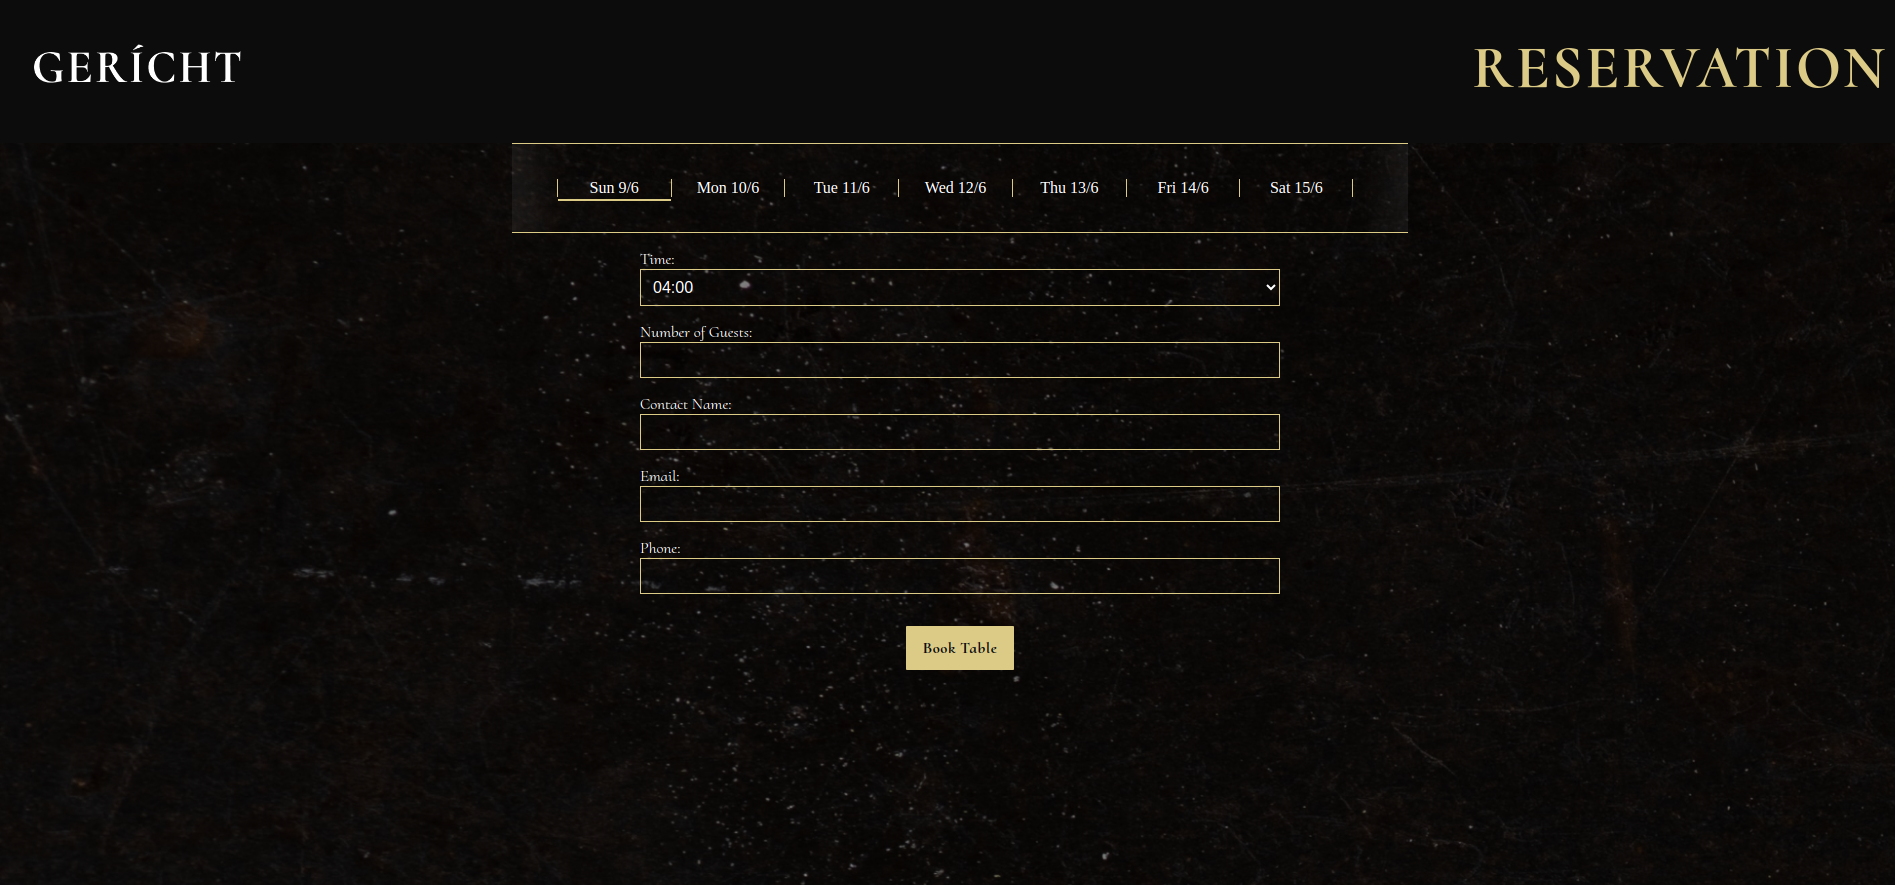 GERÍCHT
RESERVATION
Sun 9/6 Mon 10/6 Tue 11/6 Wed 12/6 Thu 13/6 Fri 14/6 Sat 15/6
Time:
04:00
Number of Guests:
Contact Name:
Email:
Phone:
Book Table